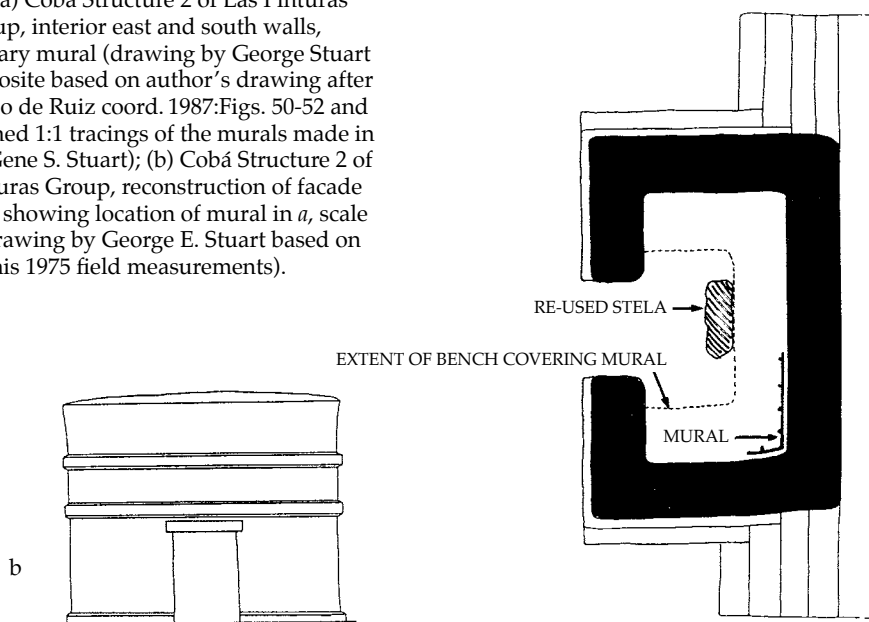 a) Cobá Structure 2 of Las Pinturas
up, interior east and south walls,
ary mural (drawing by George Stuart
osite based on author’s drawing after
o de Ruiz coord. 1987:Figs. 50-52 and
ned 1:1 tracings of the murals made in
Gene S. Stuart); (b) Cobá Structure 2 of
uras Group, reconstruction of facade
showing location of mural in a, scale
rawing by George E. Stuart based on
his 1975 field measurements).
RE-USED STELA
EXTENT OF BENCH COVERING MURAL
MURAL
b